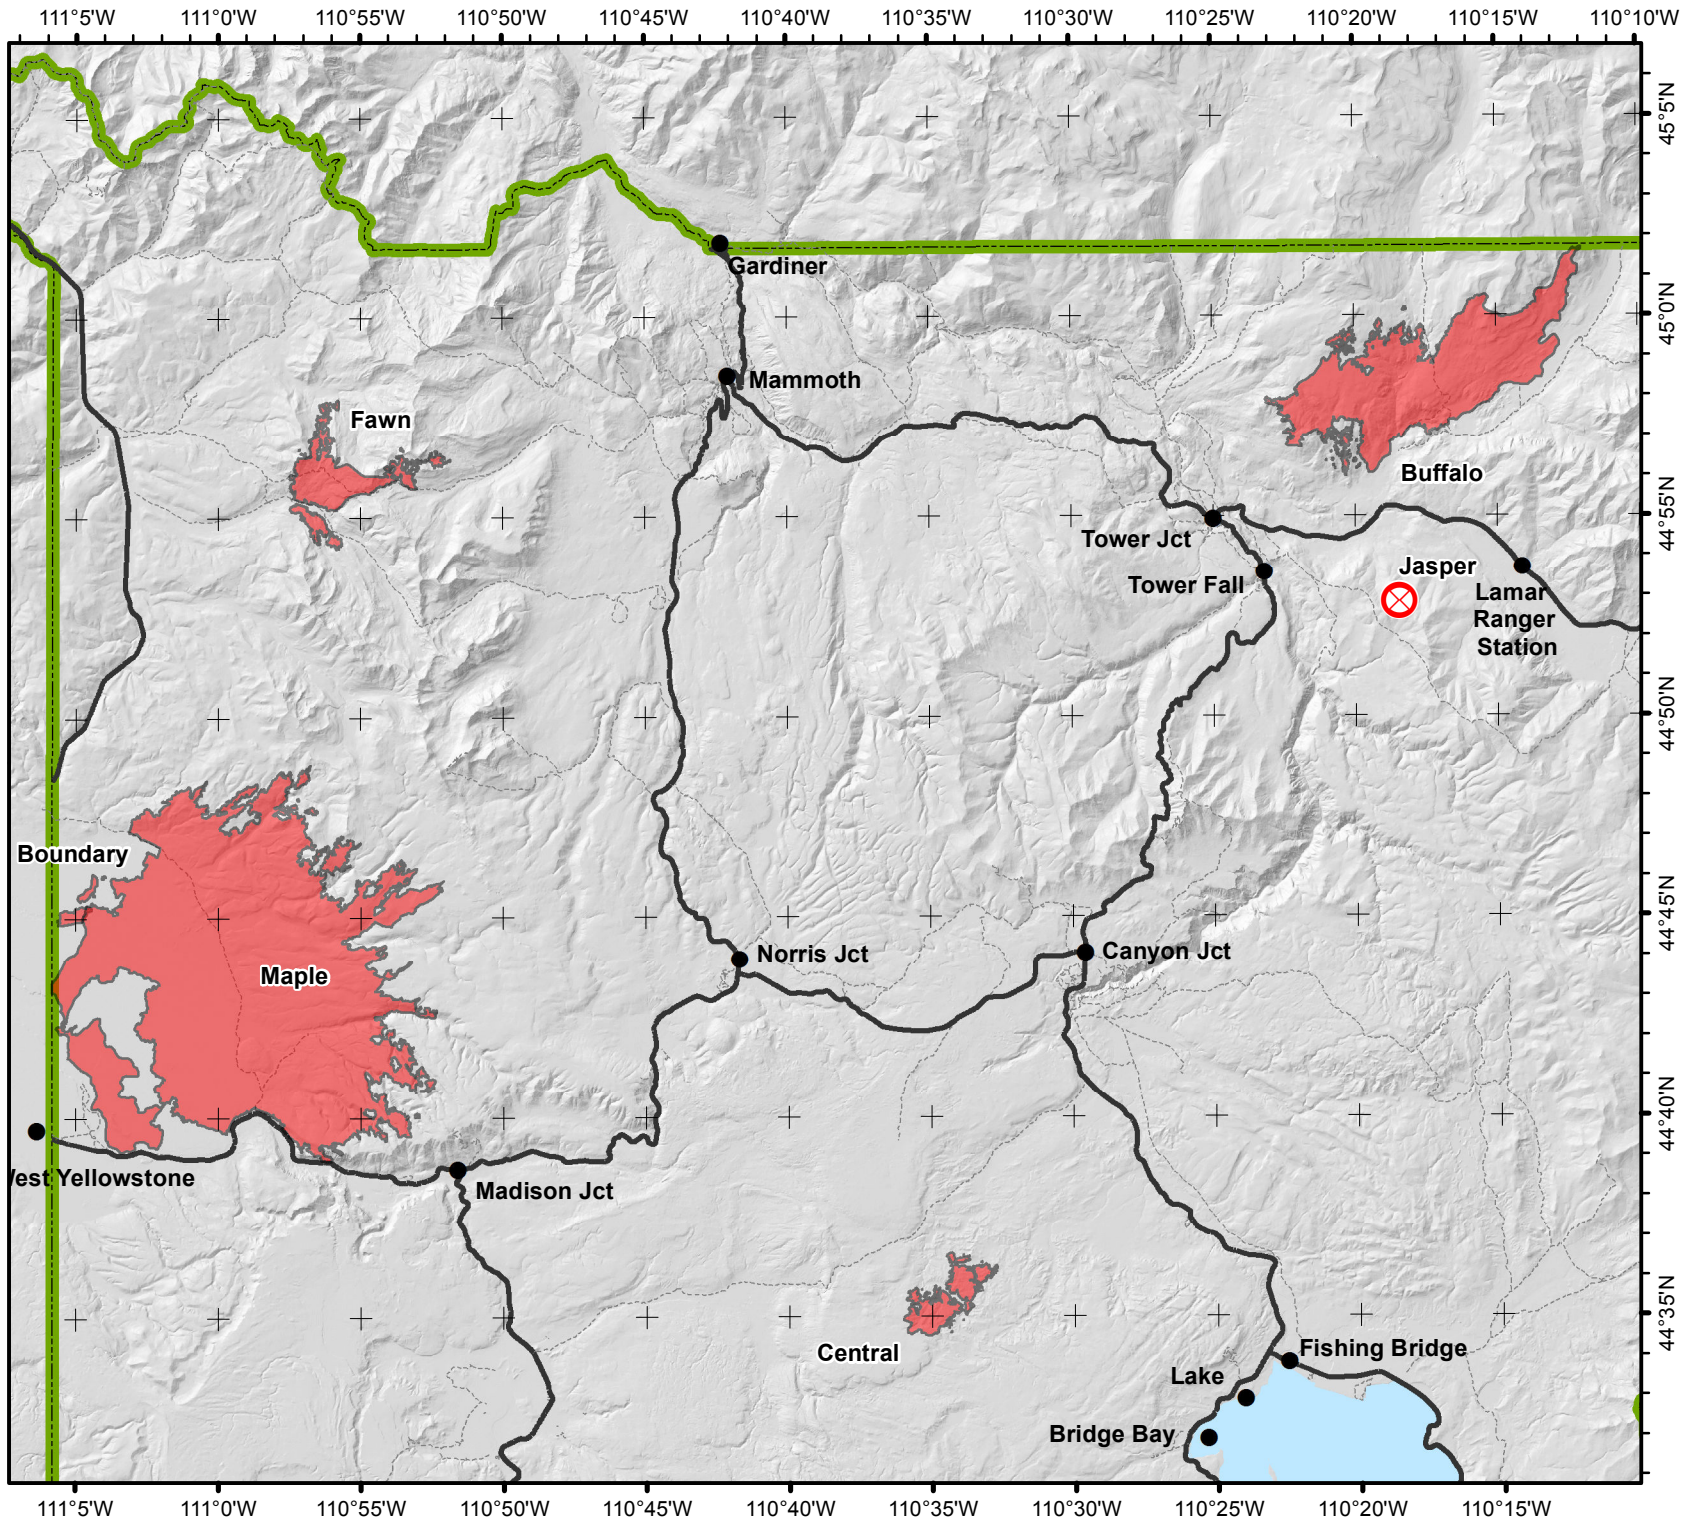 111°5'W 111°0'W 110°55'W 110°50'W 110°45'W 110°40'W 110°35'W 110°30'W 110°25'W 110°20'W 110°15'W 110°10'W
45°5'N
Gardiner
45°0'N
Mammoth
Fawn
Buffalo
44°55'N
Tower Jct
Jasper
Tower Fall
Lamar
Ranger
Station
44°50'N
Boundary
44°45'N
Norris Jct
Canyon Jct
Maple
44°40'N
West Yellowstone
Madison Jct
44°35'N
Central
Fishing Bridge
Lake
Bridge Bay
111°5'W 111°0'W 110°55'W 110°50'W 110°45'W 110°40'W 110°35'W 110°30'W 110°25'W 110°20'W 110°15'W